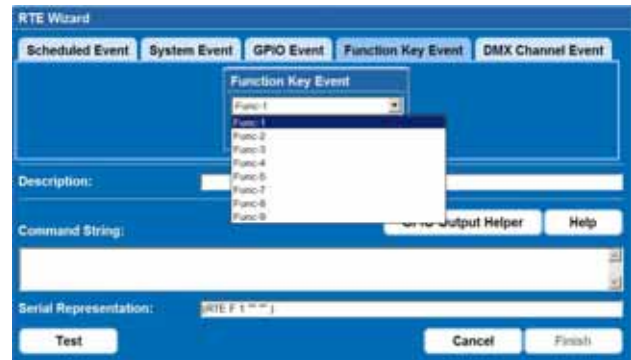 RTE Wizard
Scheduled Event System Event GPIO Event Function Key Event DMX Channel Event
Function Key Event
Func-1
Func-1
Func-2
Func-3
Func-4
Func-5
Func-7
Func-8
Func-9
Description:
Output Helper Help
Command String:
Serial Representation: (RTE F 1 "" "" )
Test Cancel Finish